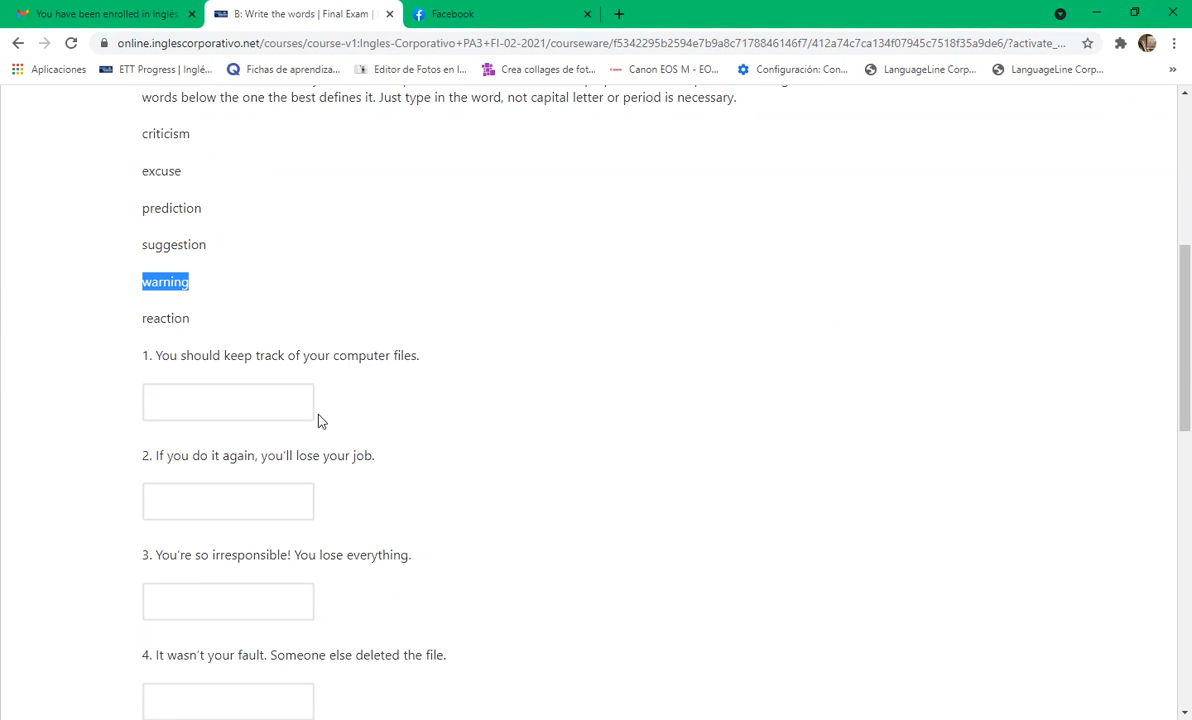 You have been enrolled in Inglés
B: Write the words | Final Exam |
Facebook
online.inglescorporativo.net/courses/course-v1:Ingles-Corporativo+PA3+FI-02-2021/courseware/f5342295b2594e7b9a8c7178846146f7/412a74c7ca134f07945c7518f35a9de6/?activate_...
Aplicaciones
ETT Progress | Inglé...
Fichas de aprendiza...
Editor de Fotos en l...
Crea collages de fot...
Canon EOS M - EO...
Configuración: Con...
LanguageLine Corp...
LanguageLine Corp...
»
words below the one the best defines it. Just type in the word, not capital letter or period is necessary.
criticism
excuse
prediction
suggestion
warning
reaction
1. You should keep track of your computer files.
2. If you do it again, you'll lose your job.
3. You're so irresponsible! You lose everything.
4. It wasn't your fault. Someone else deleted the file.